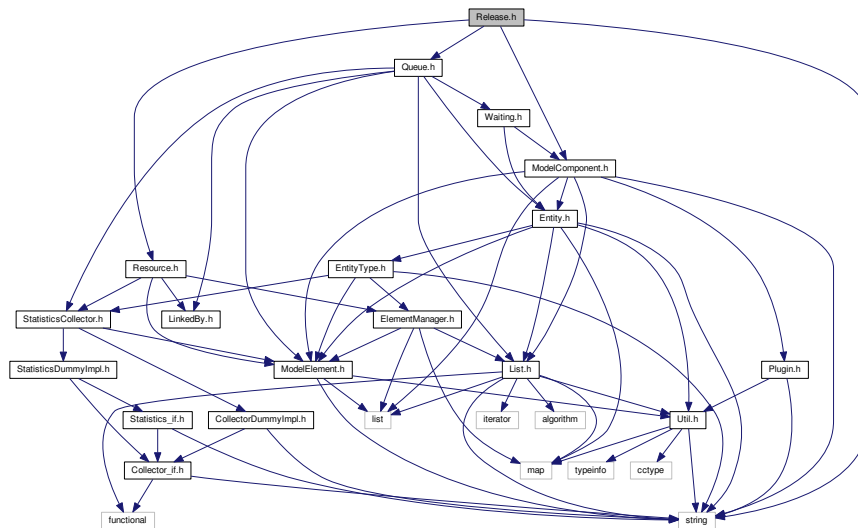 Release.h
Queue.h
Waiting.h
ModelComponent.h
Entity.h
Resource.h
EntityType.h
StatisticsCollector.h
LinkedBy.h
ElementManager.h
StatisticsDummyImpl.h
ModelElement.h
List.h
Plugin.h
Statistics_if.h
CollectorDummyImpl.h
list
iterator
algorithm
Util.h
Collector_if.h
map
typeinfo
cctype
functional
string